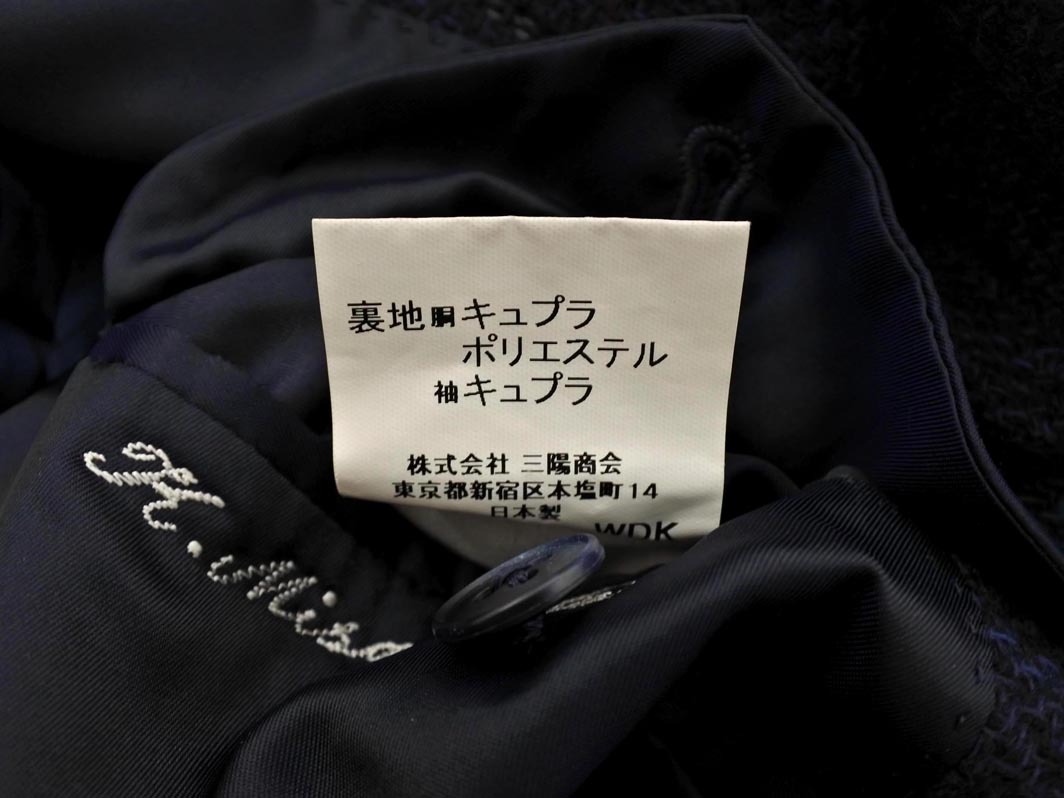 裏地胴キュプラ
ポリエステル
袖キュプラ
株式会社 三陽商会
東京都新宿区本塩町14
日本製
WDK
K.